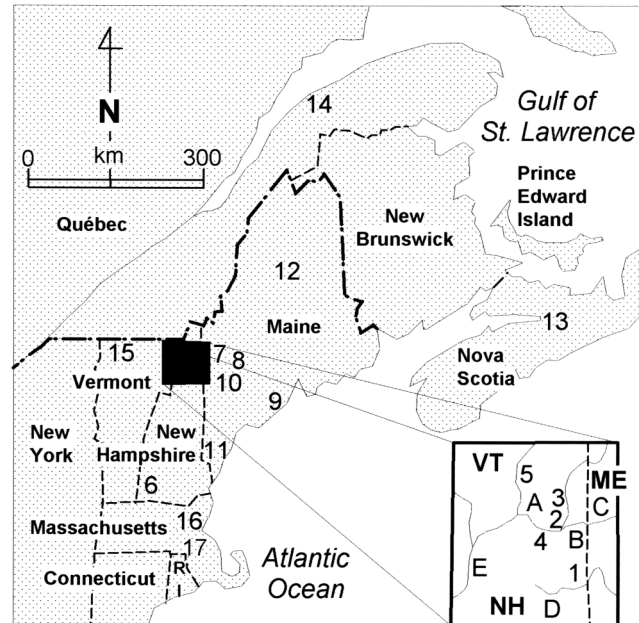 14
Gulf of
St. Lawrence
N
0 km 300
Prince
Edward
Island
Québec
New
Brunswick
12
Maine
13
15
7
8
Nova
Scotia
Vermont
10
9
New
York
New
Hampshire
11
VT
ME
5
3
A
C
2
6
16
4
B
Massachusetts
17
Atlantic
Ocean
E
R
I
Connecticut
1
NH
D